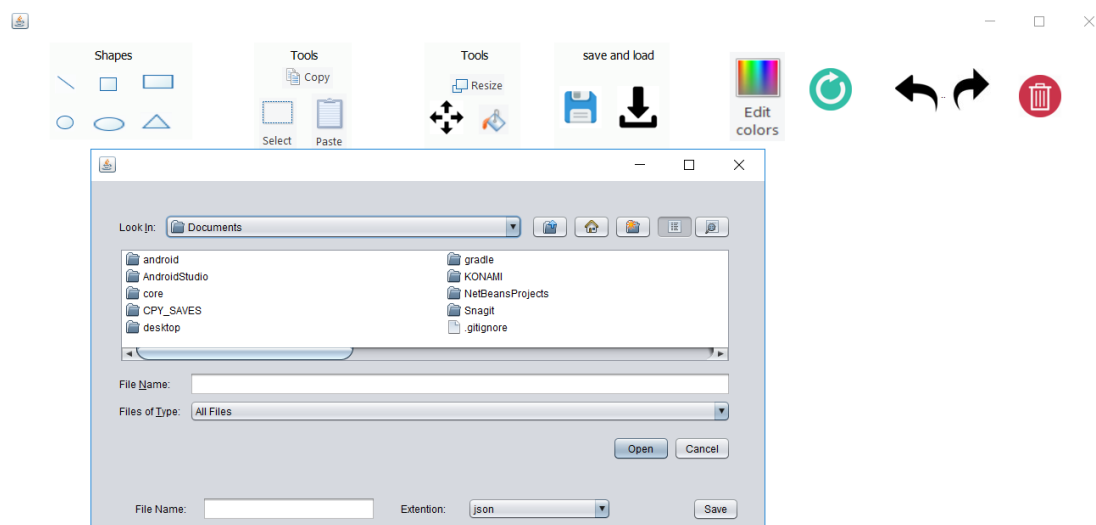 Shapes
Tools
Tools
save and load
Copy
Resize
Select
Paste
Edit
colors
Look In:
Documents
android
AndroidStudio
core
CPY_SAVES
desktop
gradle
KONAMI
NetBeansProjects
Snagit
.gitignore
File Name:
Files of Type:
All Files
Open
Cancel
File Name:
Extention:
json
Save